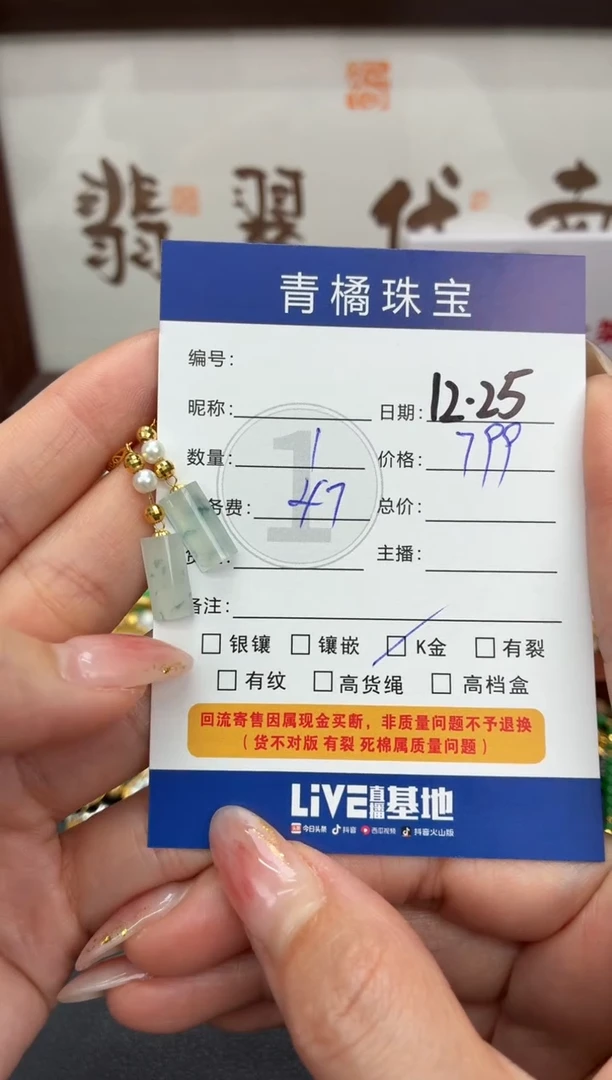 翡翠代
青橘珠宝
编号:
昵称: 日期: 12.25
数量: 1 价格: 799
务费: 47 总价:
主播:
备注:
银镶 镶嵌 K金 有裂
有纹 高货绳 高档盒
回流寄售因属现金买断，非质量问题不予退换
（货不对版 有裂 死棉属质量问题）
LiVE直播基地
今日头条 抖音 西瓜视频 抖音火山版